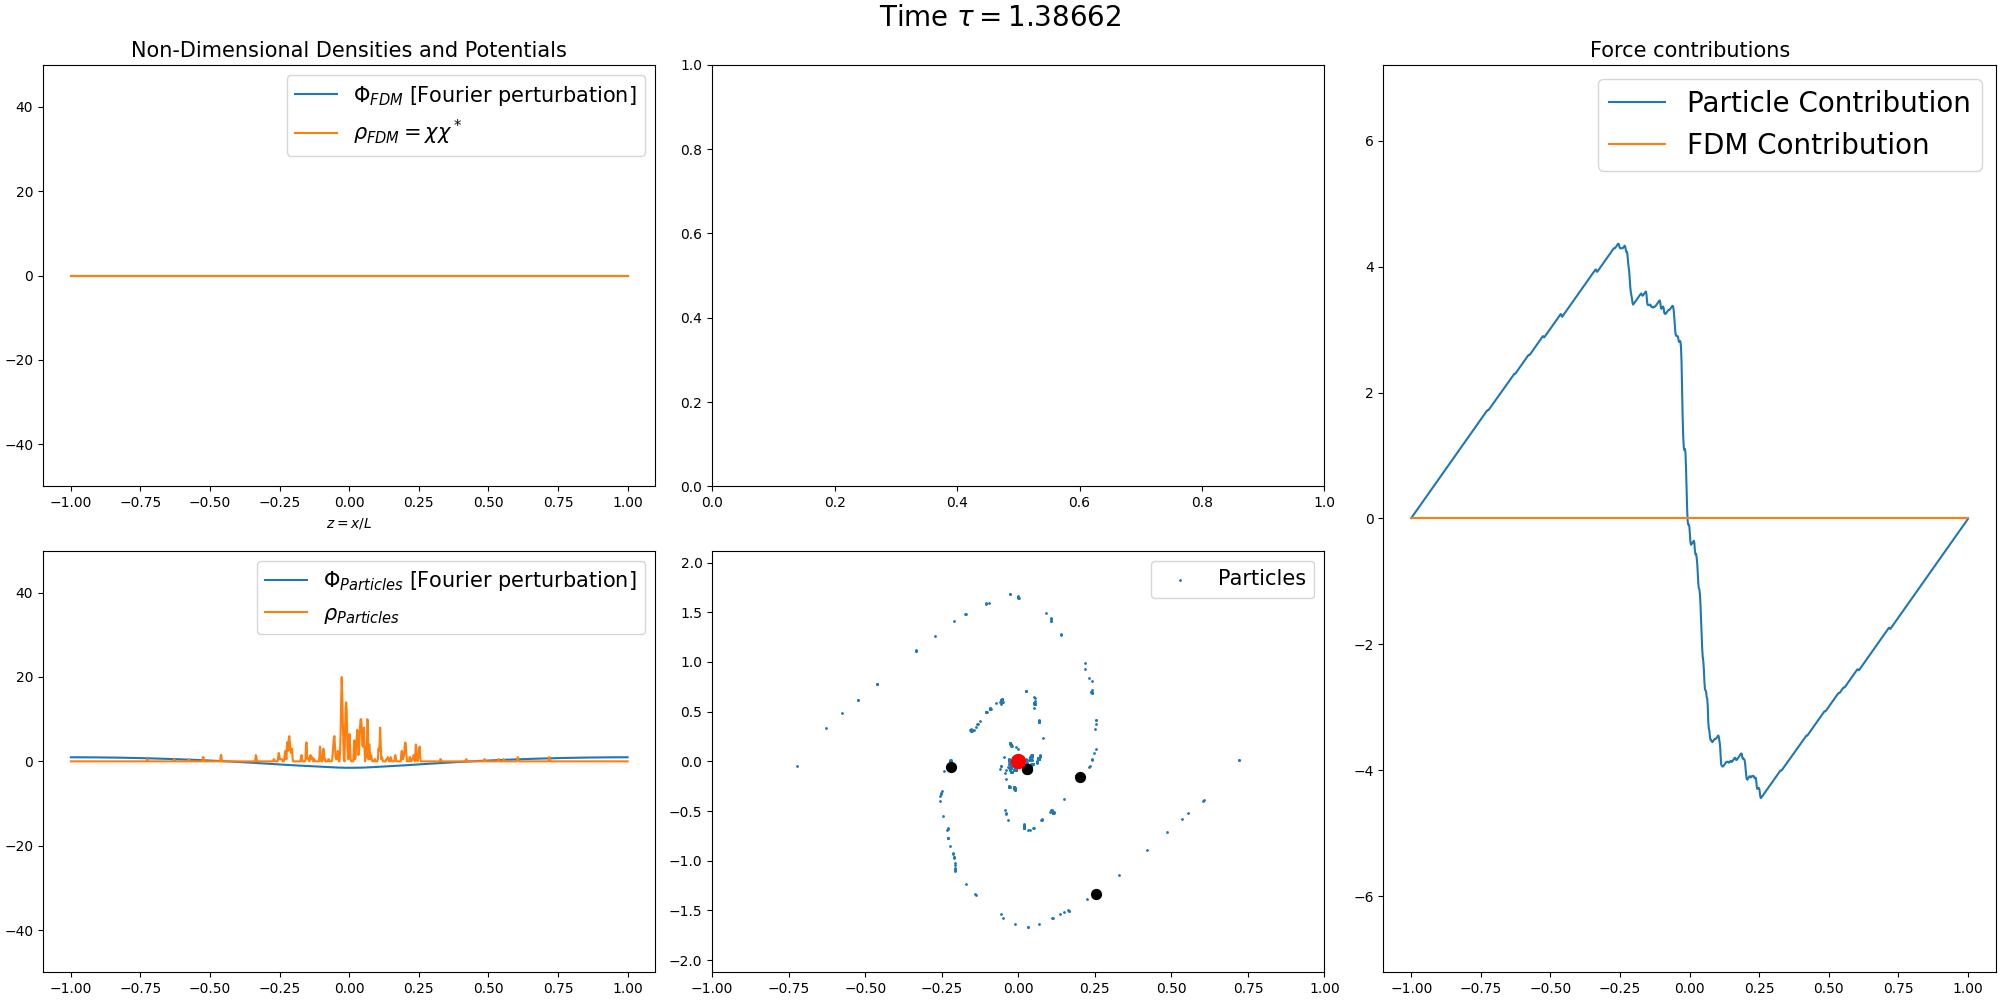 Time τ = 1.38662
Non-Dimensional Densities and Potentials
Φ_FDM [Fourier perturbation]
ρ_FDM = χχ*
40
20
0
−20
−40
−1.00 −0.75 −0.50 −0.25 0.00 0.25 0.50 0.75 1.00
z = x/L
1.0
0.8
0.6
0.4
0.2
0.0
0.0 0.2 0.4 0.6 0.8 1.0
Force contributions
Particle Contribution
FDM Contribution
6
4
2
0
−2
−4
−6
−1.00 −0.75 −0.50 −0.25 0.00 0.25 0.50 0.75 1.00
Φ_Particles [Fourier perturbation]
ρ_Particles
40
20
0
−20
−40
−1.00 −0.75 −0.50 −0.25 0.00 0.25 0.50 0.75 1.00
Particles
2.0
1.5
1.0
0.5
0.0
−0.5
−1.0
−1.5
−2.0
−1.00 −0.75 −0.50 −0.25 0.00 0.25 0.50 0.75 1.00